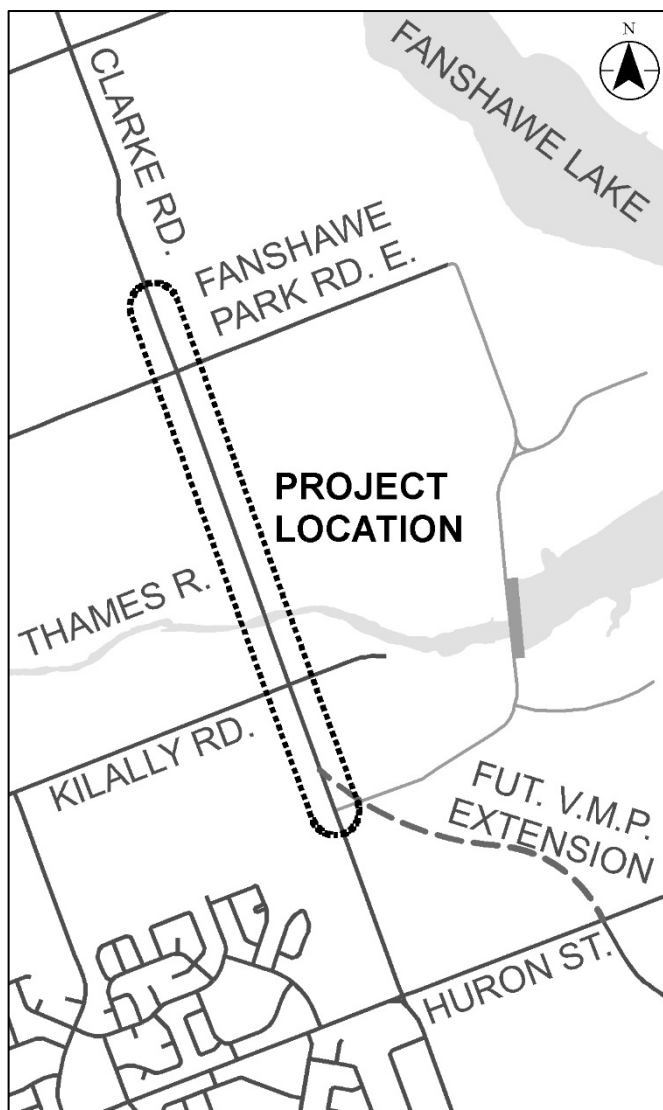 N
FANSHAWE LAKE
CLARKE RD.
FANSHAWE
PARK RD. E.
PROJECT
LOCATION
THAMES R.
KILALLY RD.
FUT. V.M.P.
EXTENSION
HURON ST.